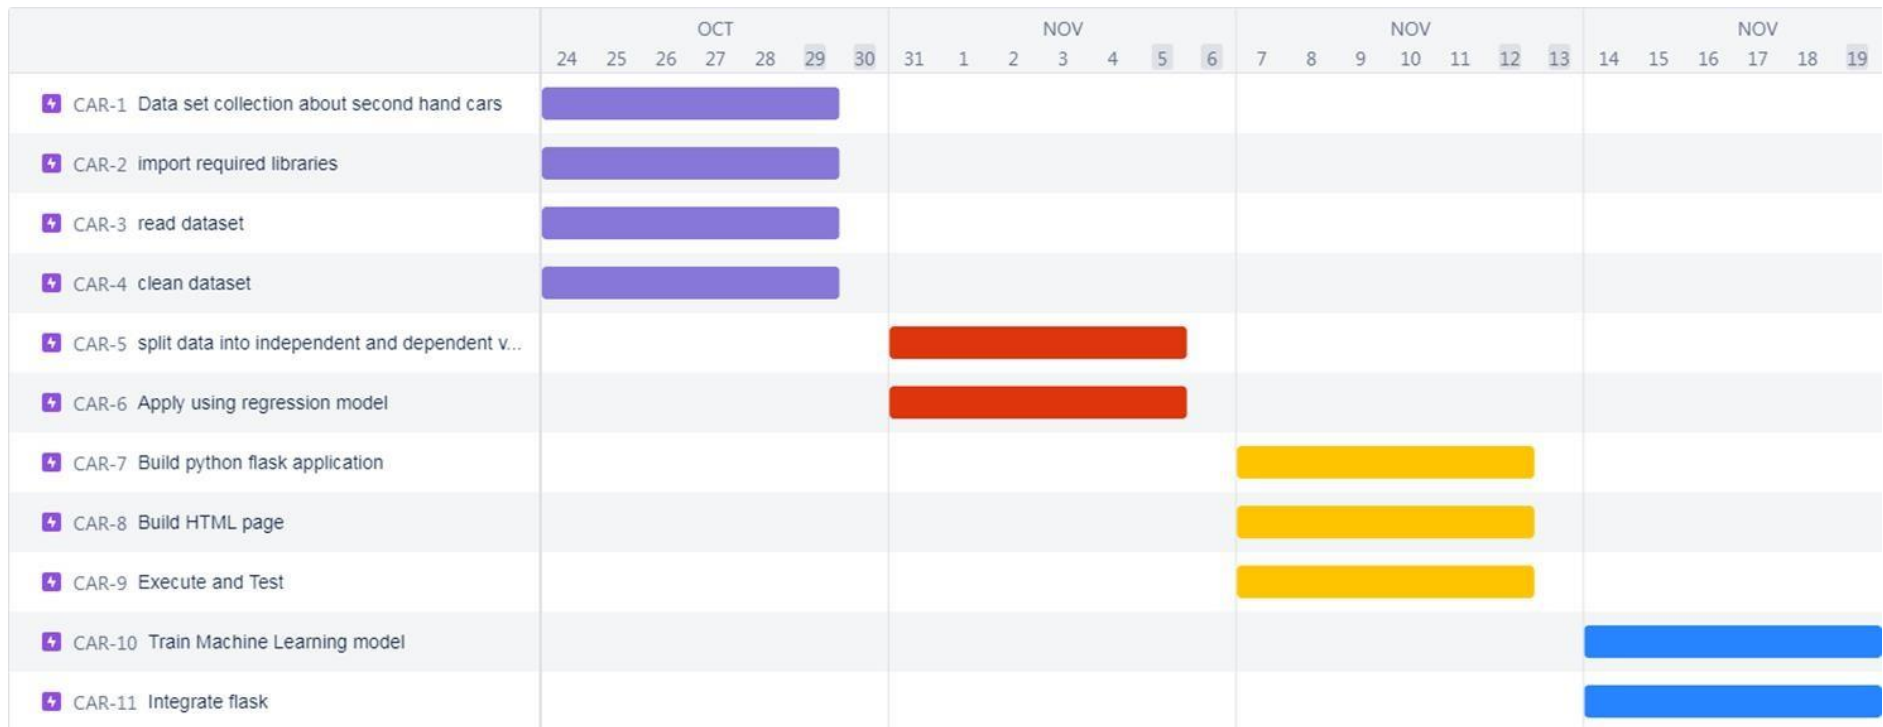 OCT NOV NOV NOV
24 25 26 27 28 29 30 31 1 2 3 4 5 6 7 8 9 10 11 12 13 14 15 16 17 18 19
CAR-1 Data set collection about second hand cars
CAR-2 import required libraries
CAR-3 read dataset
CAR-4 clean dataset
CAR-5 split data into independent and dependent v...
CAR-6 Apply using regression model
CAR-7 Build python flask application
CAR-8 Build HTML page
CAR-9 Execute and Test
CAR-10 Train Machine Learning model
CAR-11 Integrate flask